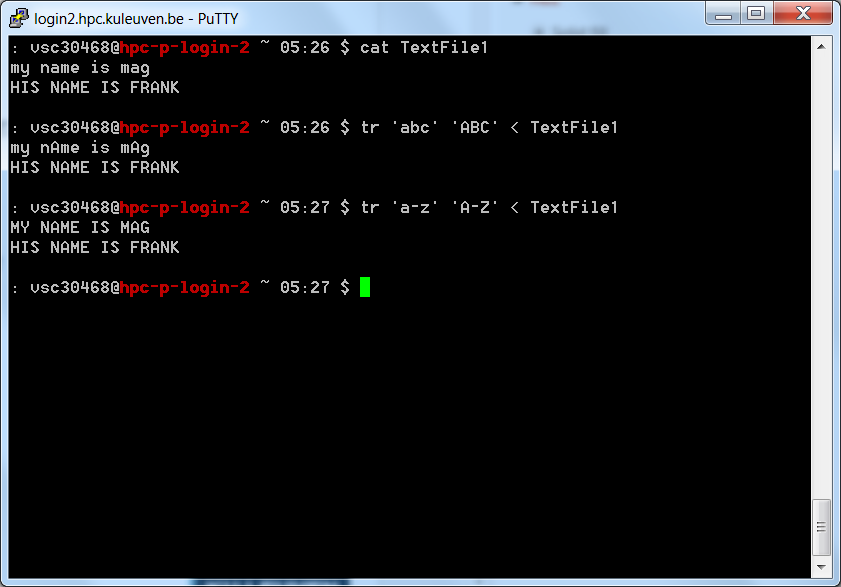 login2.hpc.kuleuven.be - PuTTY
: vsc30468@hpc-p-login-2 ~ 05:26 $ cat TextFile1
my name is mag
HIS NAME IS FRANK
: vsc30468@hpc-p-login-2 ~ 05:26 $ tr 'abc' 'ABC' < TextFile1
my nAme is mAg
HIS NAME IS FRANK
: vsc30468@hpc-p-login-2 ~ 05:27 $ tr 'a-z' 'A-Z' < TextFile1
MY NAME IS MAG
HIS NAME IS FRANK
: vsc30468@hpc-p-login-2 ~ 05:27 $